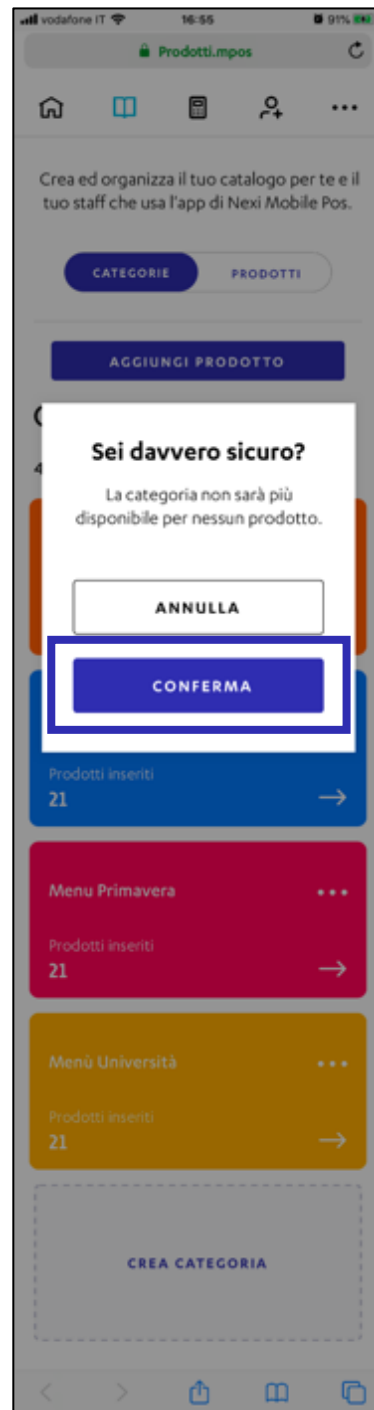 vodafone IT
16:55
91%
Prodotti.mpos
Crea ed organizza il tuo catalogo per te e il
tuo staff che usa l'app di Nexi Mobile Pos.
CATEGORIE
PRODOTTI
AGGIUNGI PRODOTTO
C
4
Sei davvero sicuro?
La categoria non sarà più
disponibile per nessun prodotto.
ANNULLA
CONFERMA
Prodotti inseriti
21
Menu Primavera
Prodotti inseriti
21
Menù Università
Prodotti inseriti
21
CREA CATEGORIA